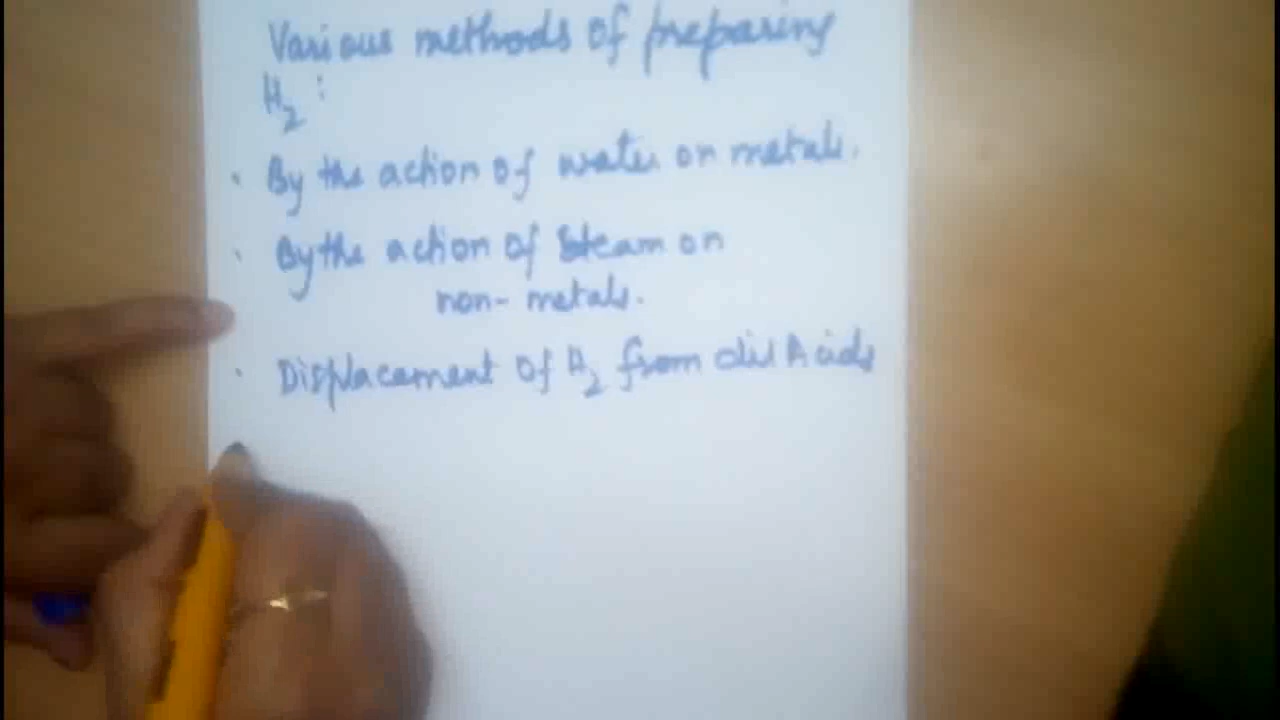 Various methods of preparing
H₂ :
· By the action of water on metals.
· By the action of steam on
non-metals.
· Displacement of H₂ from dil Acids